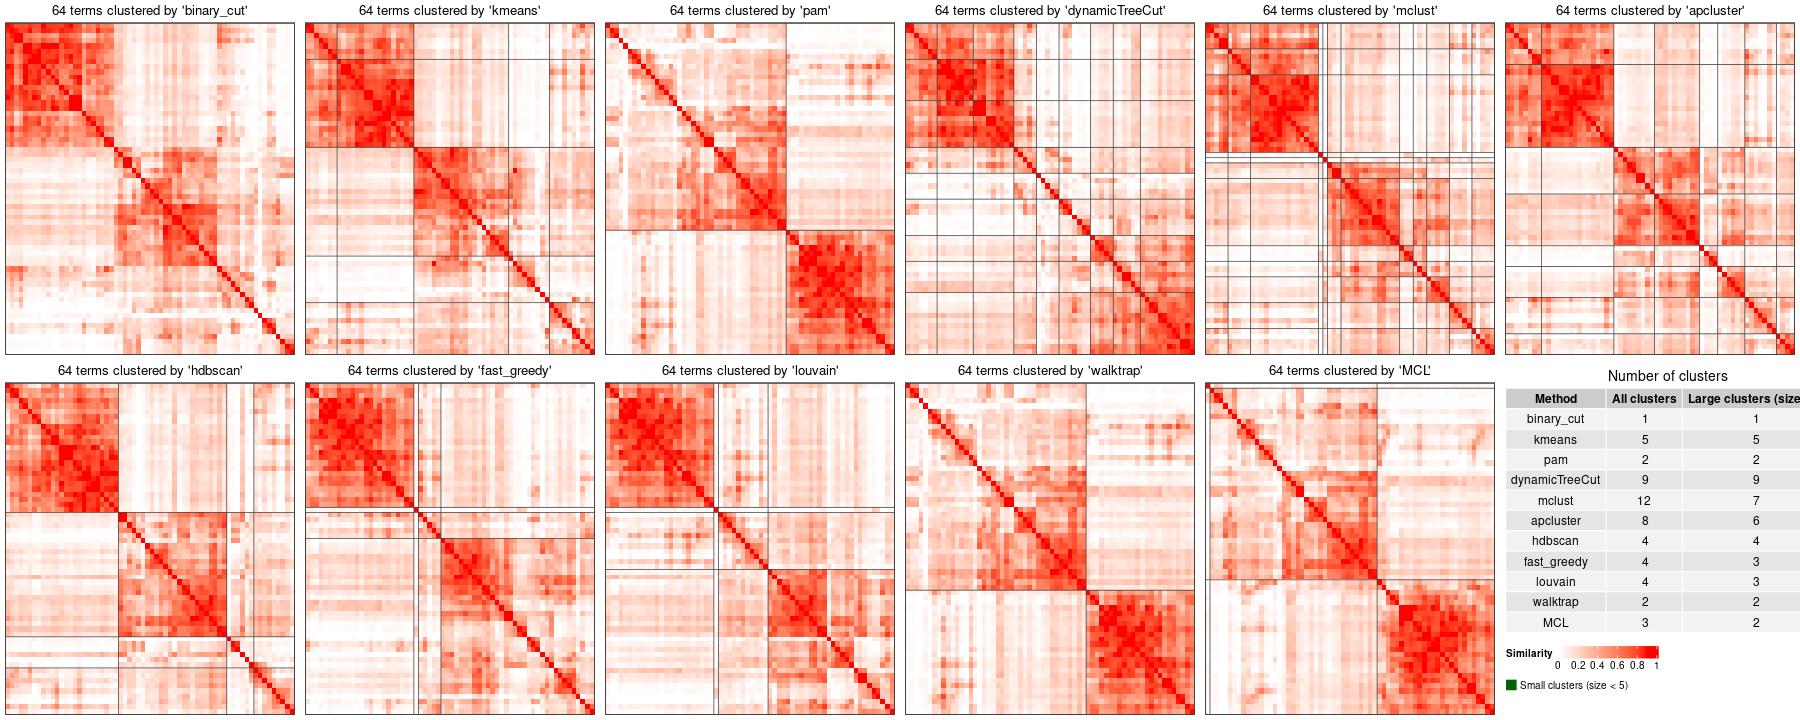 64 terms clustered by 'binary_cut'
64 terms clustered by 'kmeans'
64 terms clustered by 'pam'
64 terms clustered by 'dynamicTreeCut'
64 terms clustered by 'mclust'
64 terms clustered by 'apcluster'
64 terms clustered by 'hdbscan'
64 terms clustered by 'fast_greedy'
64 terms clustered by 'louvain'
64 terms clustered by 'walktrap'
64 terms clustered by 'MCL'
Number of clusters
Method All clusters Large clusters (size
binary_cut 1 1
kmeans 5 5
pam 2 2
dynamicTreeCut 9 9
mclust 12 7
apcluster 8 6
hdbscan 4 4
fast_greedy 4 3
louvain 4 3
walktrap 2 2
MCL 3 2
Similarity
0 0.2 0.4 0.6 0.8 1
Small clusters (size < 5)